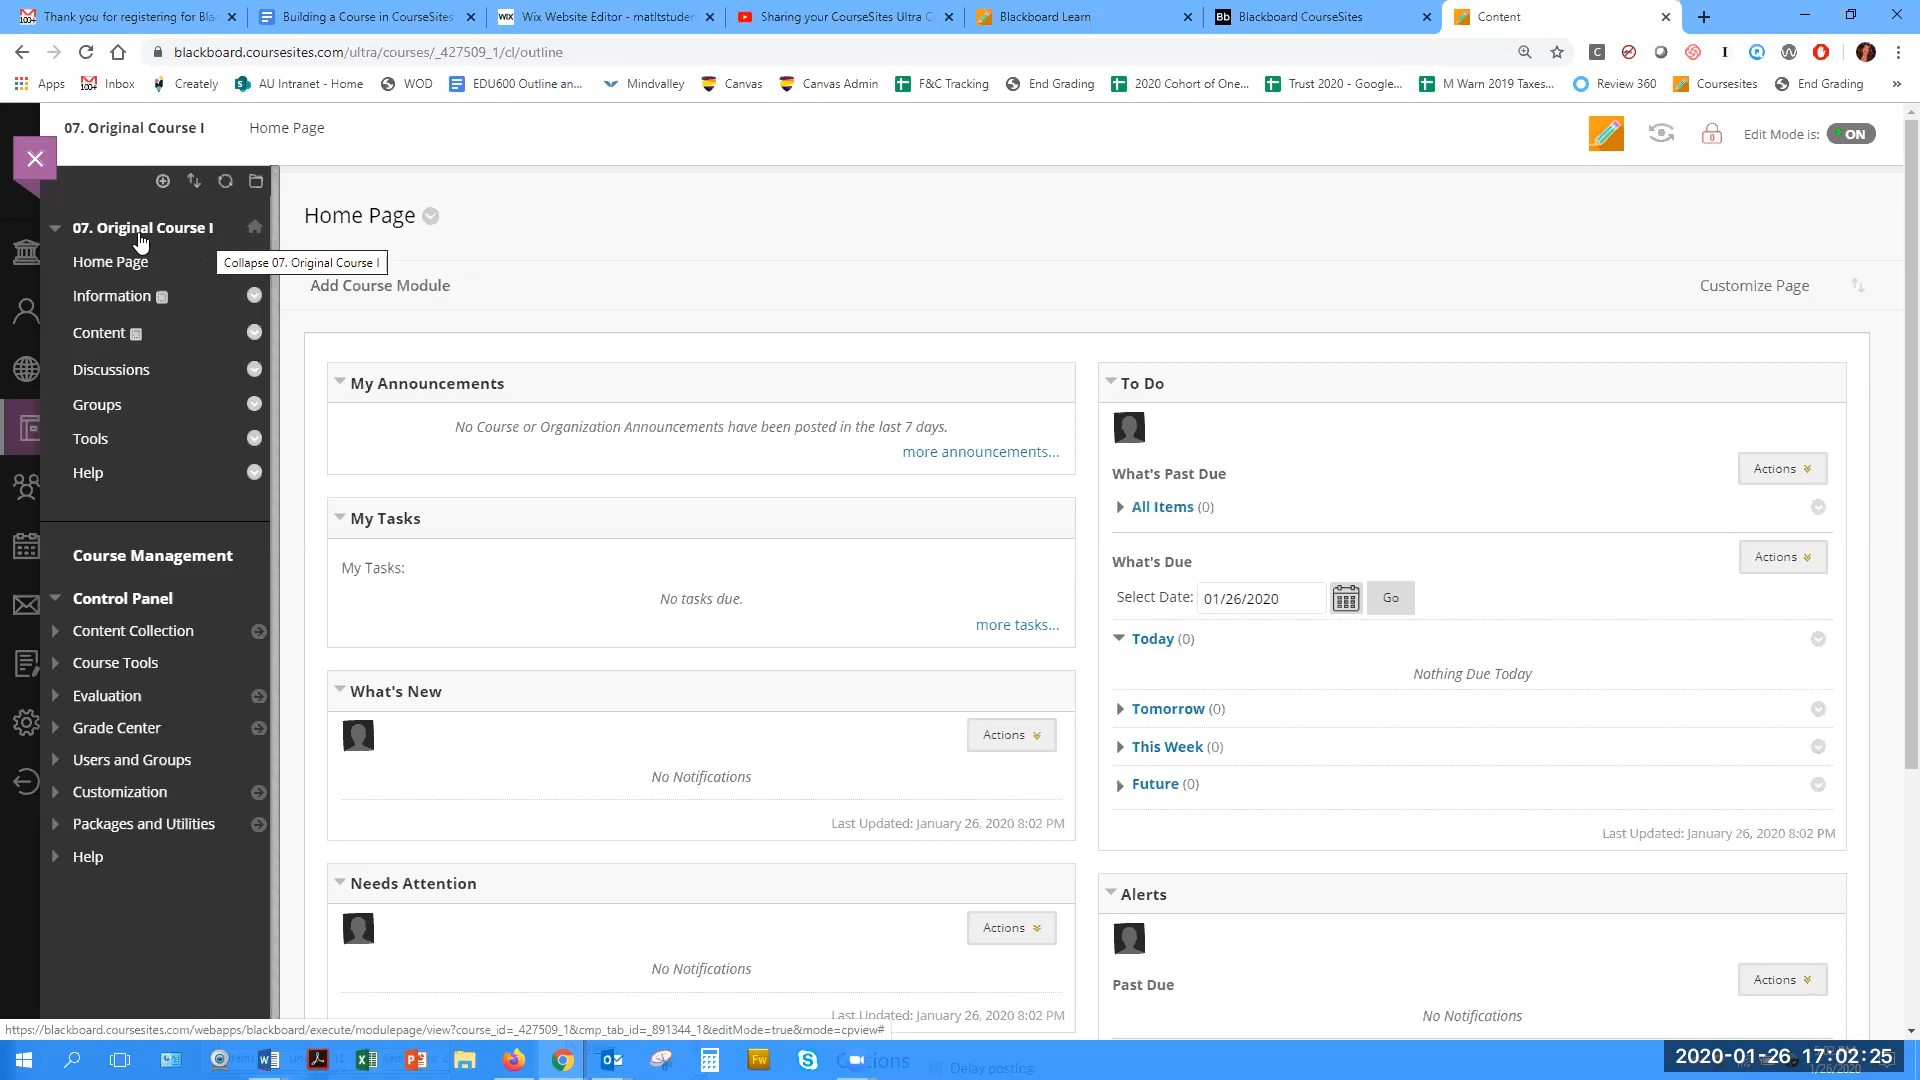 Thank you for registering for Bla
Building a Course in CourseSites
Wix Website Editor - matltstuder
Sharing your CourseSites Ultra C
Blackboard Learn
Blackboard CourseSites
Content
blackboard.coursesites.com/ultra/courses/_427509_1/cl/outline
Apps
Inbox
Creately
AU Intranet - Home
WOD
EDU600 Outline an...
Mindvalley
Canvas
Canvas Admin
F&C Tracking
End Grading
2020 Cohort of One...
Trust 2020 - Google...
M Warn 2019 Taxes...
Review 360
Coursesites
End Grading
07. Original Course I
Home Page
Edit Mode is: ON
07. Original Course I
Home Page
Collapse 07. Original Course I
Information
Content
Discussions
Groups
Tools
Help
Course Management
Control Panel
Content Collection
Course Tools
Evaluation
Grade Center
Users and Groups
Customization
Packages and Utilities
Help
Home Page
Add Course Module
Customize Page
My Announcements
No Course or Organization Announcements have been posted in the last 7 days.
more announcements...
My Tasks
My Tasks:
No tasks due.
more tasks...
What's New
Actions
No Notifications
Last Updated: January 26, 2020 8:02 PM
Needs Attention
Actions
No Notifications
Last Updated: January 26, 2020 8:02 PM
To Do
What's Past Due
Actions
All Items (0)
What's Due
Actions
Select Date: 01/26/2020 Go
Today (0)
Nothing Due Today
Tomorrow (0)
This Week (0)
Future (0)
Last Updated: January 26, 2020 8:02 PM
Alerts
Past Due
Actions
No Notifications
https://blackboard.coursesites.com/webapps/blackboard/execute/modulepage/view?course_id=_427509_1&cmp_tab_id=_891344_1&editMode=true&mode=cpview#
Delay posting
2020-01-26 17:02:25
1/26/2020